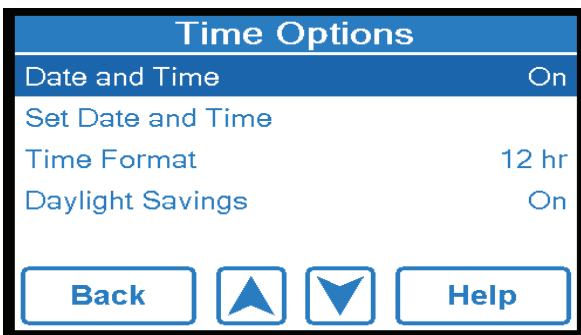 Time Options
Date and Time On
Set Date and Time
Time Format 12 hr
Daylight Savings On
Back Help